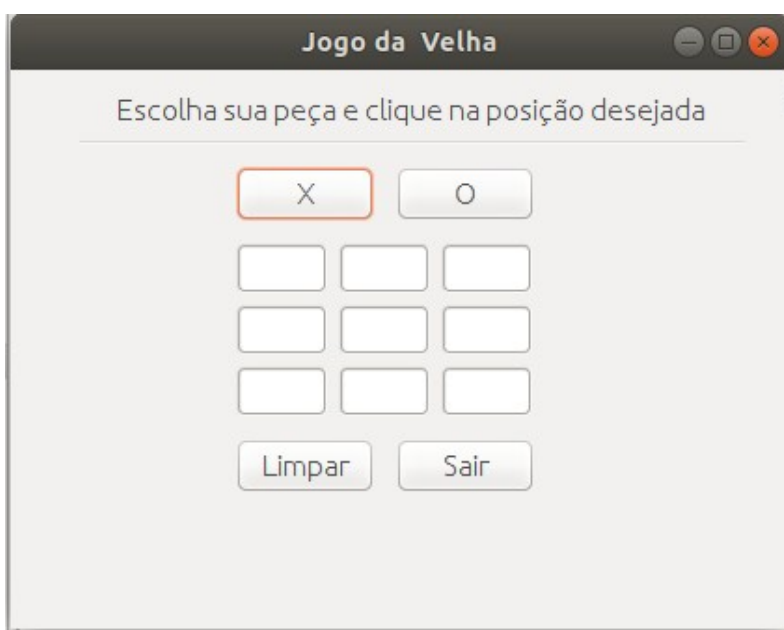 Jogo da  Velha
Escolha sua peça e clique na posição desejada
X O
Limpar Sair